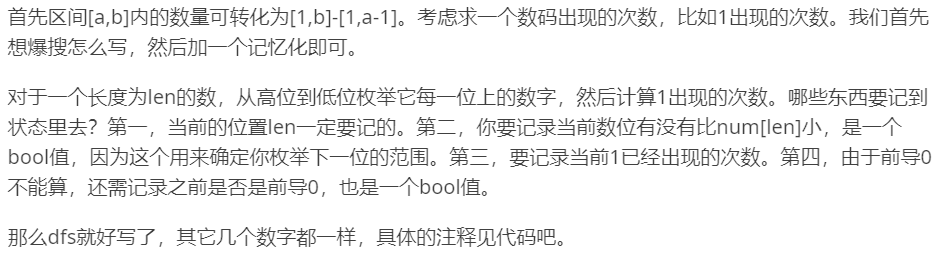 首先区间[a,b]内的数量可转化为[1,b]-[1,a-1]。考虑求一个数码出现的次数，比如1出现的次数。我们首先
想爆搜怎么写，然后加一个记忆化即可。
对于一个长度为len的数，从高位到低位枚举它每一位上的数字，然后计算1出现的次数。哪些东西要记到
状态里去？第一，当前的位置len一定要记的。第二，你要记录当前数位有没有比num[len]小，是一个
bool值，因为这个用来确定你枚举下一位的范围。第三，要记录当前1已经出现的次数。第四，由于前导0
不能算，还需记录之前是否是前导0，也是一个bool值。
那么dfs就好写了，其它几个数字都一样，具体的注释见代码吧。